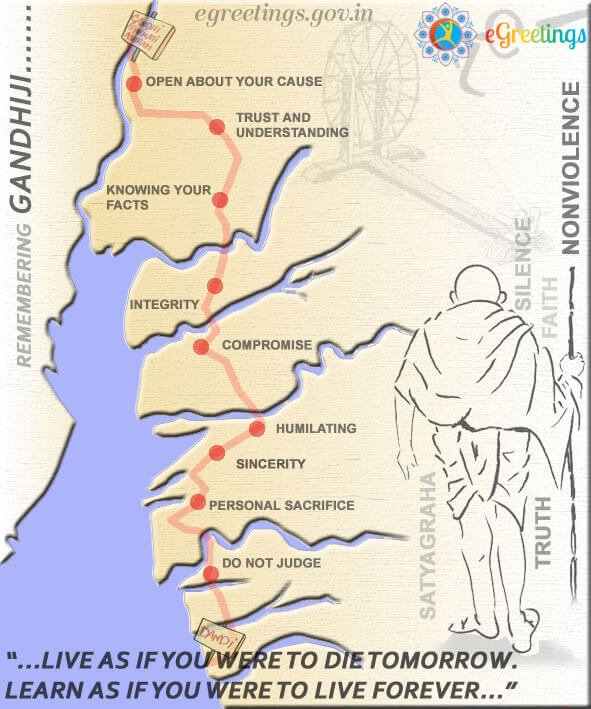 egreetings.gov.in
eGreetings
REMEMBERING GANDHIJI.......
OPEN ABOUT YOUR CAUSE
TRUST AND
UNDERSTANDING
KNOWING YOUR
FACTS
INTEGRITY
COMPROMISE
HUMILATING
SINCERITY
PERSONAL SACRIFICE
DO NOT JUDGE
DANDI
NONVIOLENCE
SILENCE
FAITH
SATYAGRAHA
TRUTH
“...LIVE AS IF YOU WERE TO DIE TOMORROW.
LEARN AS IF YOU WERE TO LIVE FOREVER...”